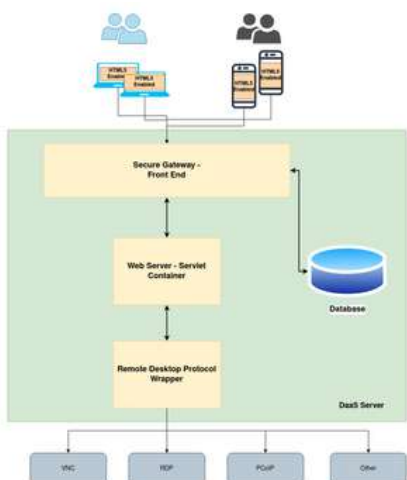 HTML5
Enabled
HTML5
Enabled
HTML5
Enabled
HTML5
Enabled
Secure Gateway -
Front End
Web Server - Servlet
Container
Database
Remote Desktop Protocol
Wrapper
DaaS Server
VNC
RDP
PCoIP
Other